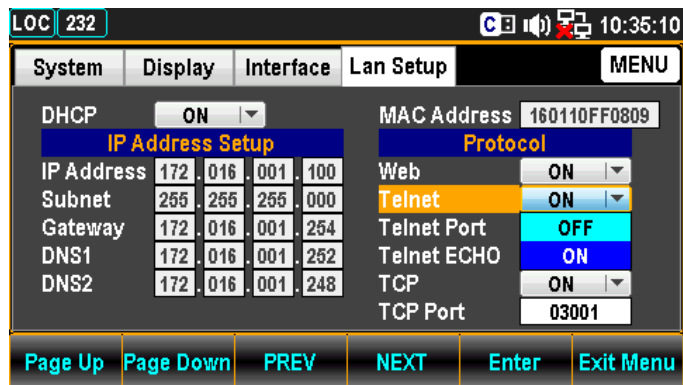 LOC 232 C 10:35:10
System Display Interface Lan Setup MENU
DHCP ON MAC Address 160110FF0809
IP Address Setup Protocol
IP Address 172 . 016 . 001 . 100 Web ON
Subnet 255 . 255 . 255 . 000 Telnet ON
Gateway 172 . 016 . 001 . 254 Telnet Port OFF
DNS1 172 . 016 . 001 . 252 Telnet ECHO ON
DNS2 172 . 016 . 001 . 248 TCP ON
TCP Port 03001
Page Up Page Down PREV NEXT Enter Exit Menu